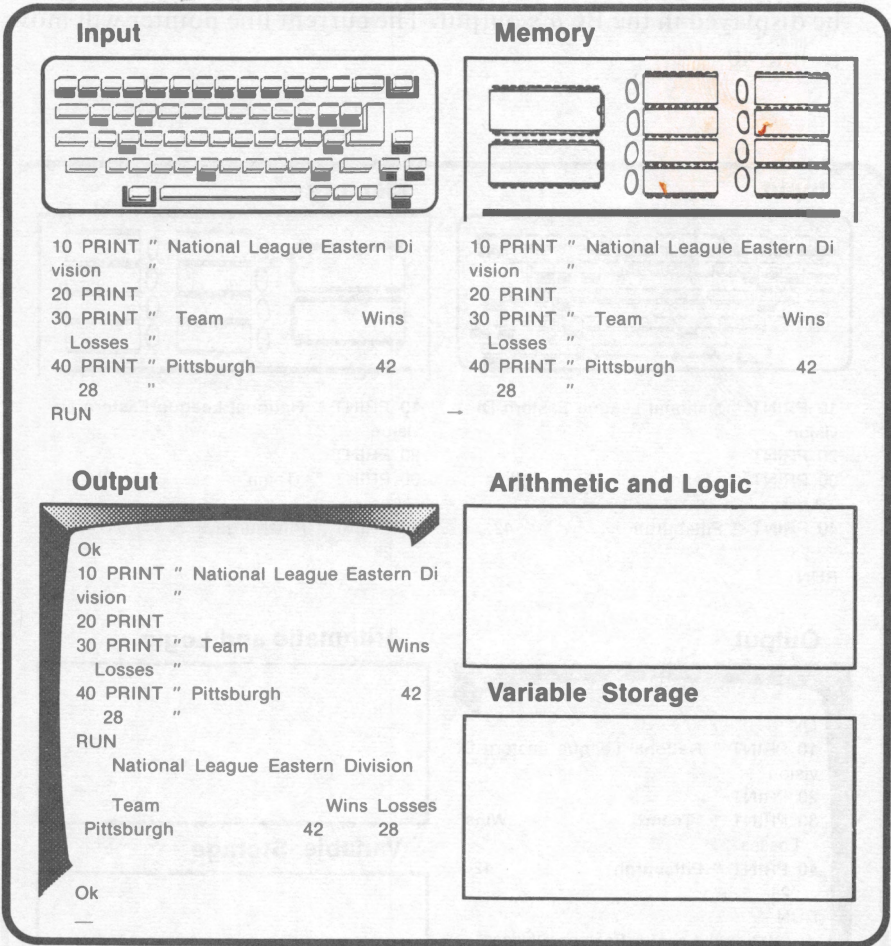 the displayed in the
Input
10 PRINT " National League Eastern Di
vision "
20 PRINT
30 PRINT " Team Wins
Losses "
40 PRINT " Pittsburgh 42
28 "
RUN
Memory
10 PRINT " National League Eastern Di
vision "
20 PRINT
30 PRINT " Team Wins
Losses "
40 PRINT " Pittsburgh 42
28 "
→
Output
Ok
10 PRINT " National League Eastern Di
vision "
20 PRINT
30 PRINT " Team Wins
Losses "
40 PRINT " Pittsburgh 42
28 "
RUN
National League Eastern Division
Team Wins Losses
Pittsburgh 42 28
Ok
—
Arithmetic and Logic
Variable Storage